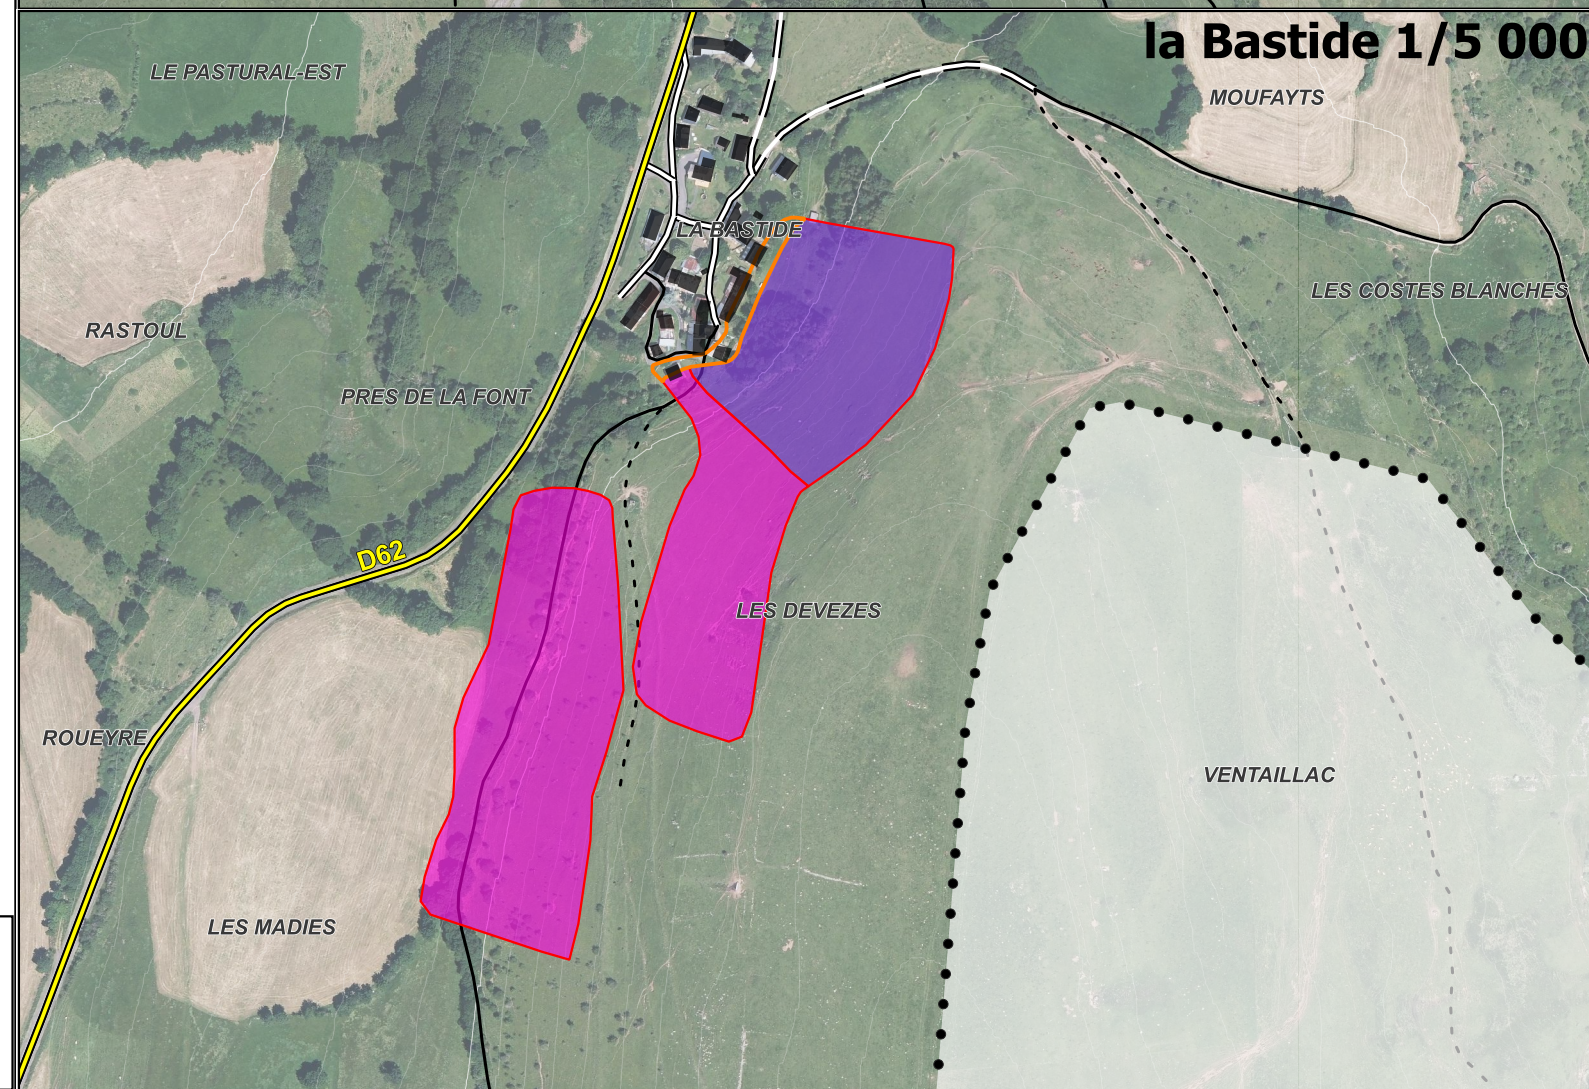 la Bastide 1/5 000
LE PASTURAL-EST
MOUFAYTS
LA BASTIDE
LES COSTES BLANCHES
RASTOUL
PRES DE LA FONT
D62
LES DEVEZES
ROUEYRE
VENTAILLAC
LES MADIES